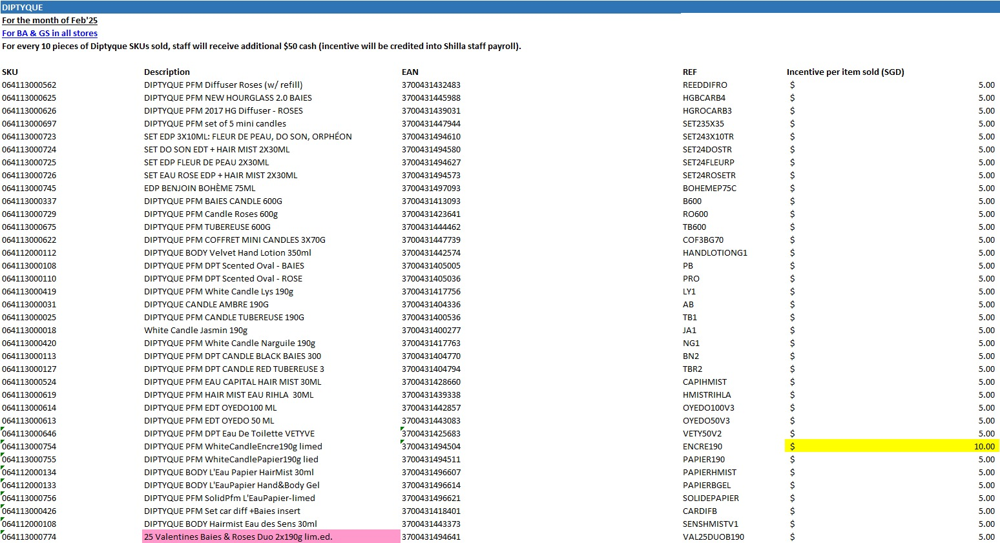 DIPTYQUE
For the month of Feb'25
For BA & GS in all stores
For every 10 pieces of Diptyque SKUs sold, staff will receive additional $50 cash (incentive will be credited into Shilla staff payroll).
SKU Description EAN REF Incentive per item sold (SGD)
064113000562 DIPTYQUE PFM Diffuser Roses (w/ refill) 3700431432483 REEDDIFRO $ 5.00
064113000625 DIPTYQUE PFM NEW HOURGLASS 2.0 BAIES 3700431445988 HGBCARB4 $ 5.00
064113000626 DIPTYQUE PFM 2017 HG Diffuser - ROSES 3700431439031 HGROCARB3 $ 5.00
064113000697 DIPTYQUE PFM set of 5 mini candles 3700431447944 SET235X35 $ 5.00
064113000723 SET EDP 3X10ML: FLEUR DE PEAU, DO SON, ORPHÉON 3700431494610 SET243X10TR $ 5.00
064113000724 SET DO SON EDT + HAIR MIST 2X30ML 3700431494580 SET24DOSTR $ 5.00
064113000725 SET EDP FLEUR DE PEAU 2X30ML 3700431494627 SET24FLEURP $ 5.00
064113000726 SET EAU ROSE EDP + HAIR MIST 2X30ML 3700431494573 SET24ROSETR $ 5.00
064113000745 EDP BENJOIN BOHÈME 75ML 3700431497093 BOHEMEP75C $ 5.00
064113000337 DIPTYQUE PFM BAIES CANDLE 600G 3700431413093 B600 $ 5.00
064113000729 DIPTYQUE PFM Candle Roses 600g 3700431423641 RO600 $ 5.00
064113000675 DIPTYQUE PFM TUBEREUSE 600G 3700431444462 TB600 $ 5.00
064113000622 DIPTYQUE PFM COFFRET MINI CANDLES 3X70G 3700431447739 COF3BG70 $ 5.00
064112000112 DIPTYQUE BODY Velvet Hand Lotion 350ml 3700431442574 HANDLOTIONG1 $ 5.00
064113000108 DIPTYQUE PFM DPT Scented Oval - BAIES 3700431405005 PB $ 5.00
064113000110 DIPTYQUE PFM DPT Scented Oval - ROSE 3700431405036 PRO $ 5.00
064113000419 DIPTYQUE PFM White Candle Lys 190g 3700431417756 LY1 $ 5.00
064113000031 DIPTYQUE CANDLE AMBRE 190G 3700431404336 AB $ 5.00
064113000025 DIPTYQUE PFM CANDLE TUBEREUSE 190G 3700431400536 TB1 $ 5.00
064113000018 White Candle Jasmin 190g 3700431400277 JA1 $ 5.00
064113000420 DIPTYQUE PFM White Candle Narguile 190g 3700431417763 NG1 $ 5.00
064113000113 DIPTYQUE PFM DPT CANDLE BLACK BAIES 300 3700431404770 BN2 $ 5.00
064113000127 DIPTYQUE PFM DPT CANDLE RED TUBEREUSE 3 3700431404794 TBR2 $ 5.00
064113000524 DIPTYQUE PFM EAU CAPITAL HAIR MIST 30ML 3700431428660 CAPIHMIST $ 5.00
064113000619 DIPTYQUE PFM HAIR MIST EAU RIHLA  30ML 3700431439338 HMISTRIHLA $ 5.00
064113000614 DIPTYQUE PFM EDT OYEDO100 ML 3700431442857 OYEDO100V3 $ 5.00
064113000613 DIPTYQUE PFM EDT OYEDO 50 ML 3700431443083 OYEDO50V3 $ 5.00
064113000646 DIPTYQUE PFM DPT Eau De Toilette VETYVE 3700431425683 VETY50V2 $ 5.00
064113000754 DIPTYQUE PFM WhiteCandleEncre190g limed 3700431494504 ENCRE190 $ 10.00
064113000755 DIPTYQUE PFM WhiteCandlePapier190g lied 3700431494511 PAPIER190 $ 5.00
064112000134 DIPTYQUE BODY L'Eau Papier HairMist 30ml 3700431496607 PAPIERHMIST $ 5.00
064112000133 DIPTYQUE BODY L'EauPapier Hand&Body Gel 3700431496614 PAPIERBGEL $ 5.00
064113000756 DIPTYQUE PFM SolidPfm L'EauPapier-limed 3700431496621 SOLIDEPAPIER $ 5.00
064113000426 DIPTYQUE PFM Set car diff +Baies insert 3700431418401 CARDIFB $ 5.00
064112000108 DIPTYQUE BODY Hairmist Eau des Sens 30ml 3700431443373 SENSHMISTV1 $ 5.00
064113000774 25 Valentines Baies & Roses Duo 2x190g lim.ed. 3700431494641 VAL25DUOB190 $ 5.00